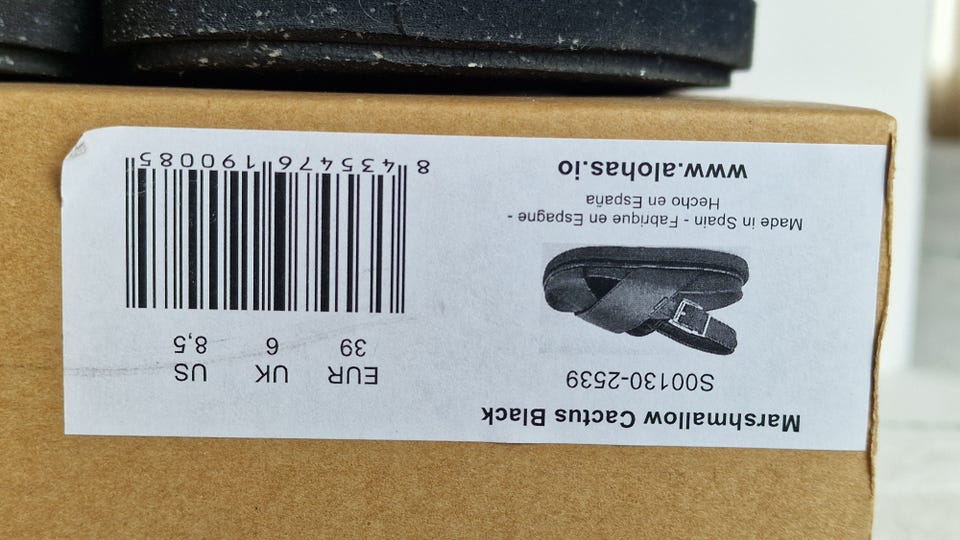 Marshmallow Cactus Black
S00130-2539
Made in Spain - Fabrique en Espagne -
Hecho en España
www.alohas.io
EUR UK US
39 6 8,5
8 435476 190085